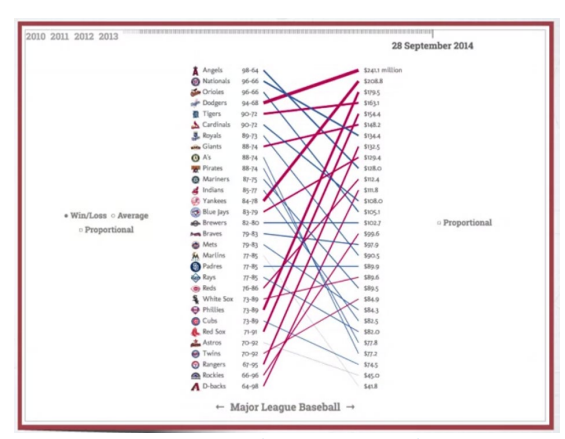 2010 2011 2012 2013
28 September 2014
Angels 98-64 $241.1 million
Nationals 96-66 $208.8
Orioles 96-66 $179.5
Dodgers 94-68 $163.1
Tigers 90-72 $154.4
Cardinals 90-72 $148.2
Royals 89-73 $134.4
Giants 88-74 $132.5
A's 88-74 $129.4
Pirates 88-74 $118.0
Mariners 87-75 $112.4
Indians 85-77 $111.8
Yankees 84-78 $108.0
Blue Jays 83-79 $105.1
Brewers 82-80 $102.7
Braves 79-83 $99.6
Mets 79-83 $97.9
Marlins 77-85 $90.5
Padres 77-85 $89.9
Rays 77-85 $89.6
Reds 76-86 $89.5
White Sox 73-89 $84.9
Phillies 73-89 $84.3
Cubs 73-89 $82.5
Red Sox 71-91 $82.0
Astros 70-92 $77.8
Twins 70-92 $77.2
Rangers 67-95 $74.5
Rockies 66-96 $45.0
D-backs 64-98 $41.8
Win/Loss Average
Proportional
Proportional
← Major League Baseball →